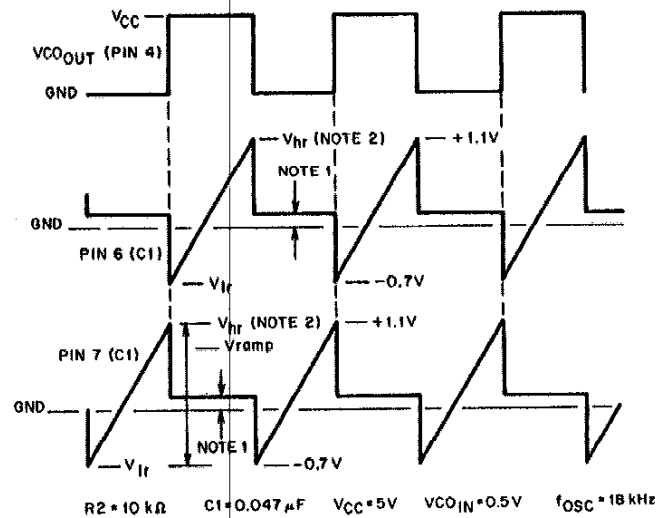 VCC
VCOOUT (PIN 4)
GND
Vhr (NOTE 2)
+1.1V
NOTE 1
GND
PIN 6 (C1)
Vlr
-0.7V
Vhr (NOTE 2)
+1.1V
Vramp
PIN 7 (C1)
GND
NOTE 1
Vlr
-0.7V
R2 = 10 kΩ C1 = 0.047 µF VCC = 5V VCOIN = 0.5V fOSC = 18 kHz